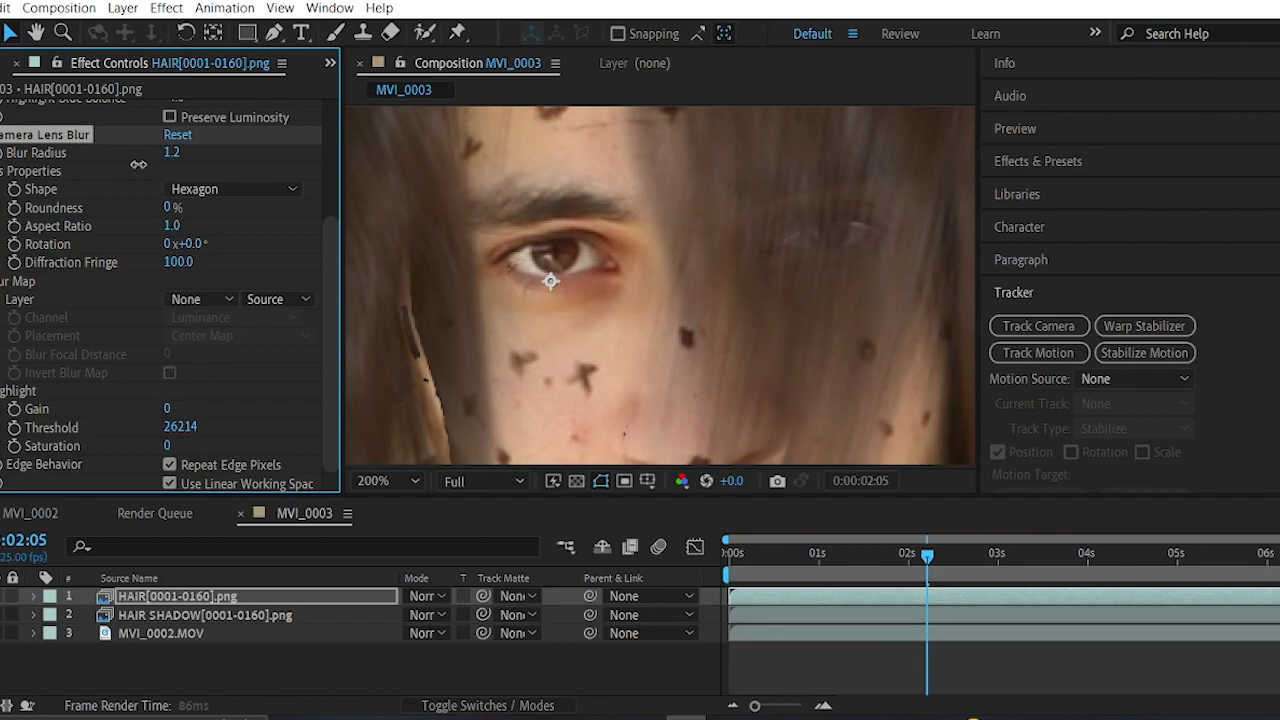 Composition Layer Effect Animation View Window Help
Snapping Default Review Learn Search Help
Effect Controls HAIR[0001-0160].png
Composition MVI_0003
Layer (none)
03 • HAIR[0001-0160].png
MVI_0003
Preserve Luminosity
amera Lens Blur Reset
Blur Radius 1.2
s Properties
Shape Hexagon
Roundness 0 %
Aspect Ratio 1.0
Rotation 0 x+0.0°
Diffraction Fringe 100.0
ur Map
Layer None Source
Channel Luminance
Placement Center Map
Blur Focal Distance 0
Invert Blur Map
ghlight
Gain 0
Threshold 26214
Saturation 0
Edge Behavior Repeat Edge Pixels
Use Linear Working Spac
200% Full +0.0 0:00:02:05
Info
Audio
Preview
Effects & Presets
Libraries
Character
Paragraph
Tracker
Track Camera Warp Stabilizer
Track Motion Stabilize Motion
Motion Source: None
Current Track: None
Track Type: Stabilize
Position Rotation Scale
Motion Target:
MVI_0002 Render Queue MVI_0003
:02:05
25.00 fps)
:00s 01s 02s 03s 04s 05s 06s
# Source Name Mode T Track Matte Parent & Link
1 HAIR[0001-0160].png Norr Non None
2 HAIR SHADOW[0001-0160].png Norr Non None
3 MVI_0002.MOV Norr Non None
Frame Render Time: 86ms Toggle Switches / Modes